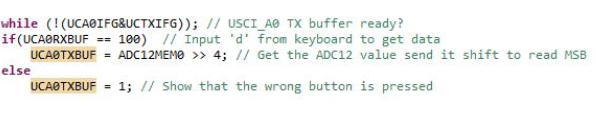 while (!(UCA0IFG&UCTXIFG)); // USCI_A0 TX buffer ready?
if(UCA0RXBUF == 100)  // Input 'd' from keyboard to get data
UCA0TXBUF = ADC12MEM0 >> 4; // Get the ADC12 value send it shift to read MSB
else
UCA0TXBUF = 1; // Show that the wrong button is pressed